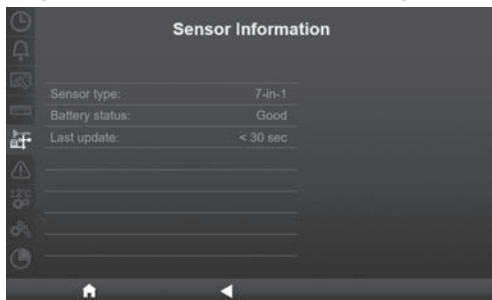 Sensor Information
Sensor type: 7-in-1
Battery status: Good
Last update: < 30 sec